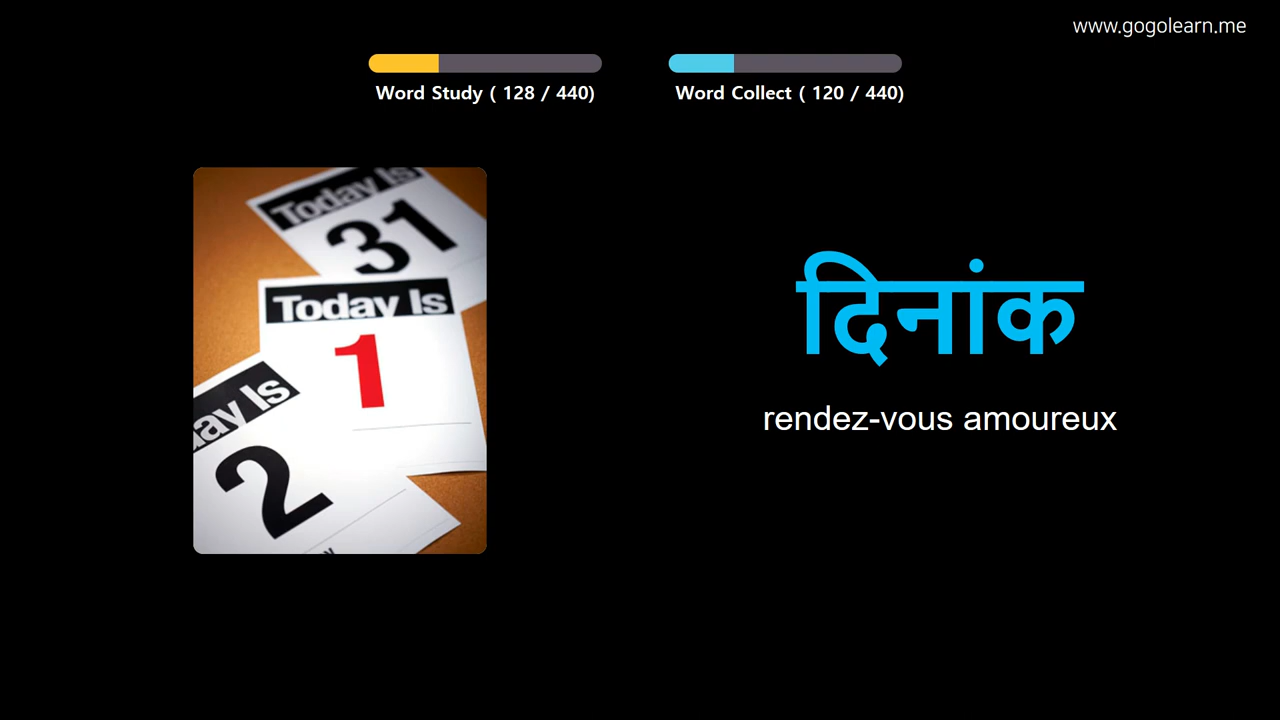 www.gogolearn.me
Word Study ( 128 / 440)
Word Collect ( 120 / 440)
Today Is
31
Today Is
1
day Is
2
दिनांक
rendez-vous amoureux